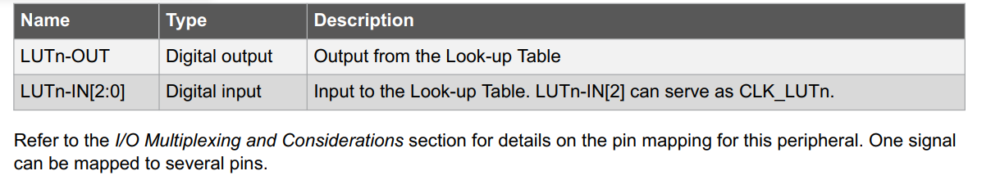 Name Type Description
LUTn-OUT Digital output Output from the Look-up Table
LUTn-IN[2:0] Digital input Input to the Look-up Table. LUTn-IN[2] can serve as CLK_LUTn.
Refer to the I/O Multiplexing and Considerations section for details on the pin mapping for this peripheral. One signal
can be mapped to several pins.